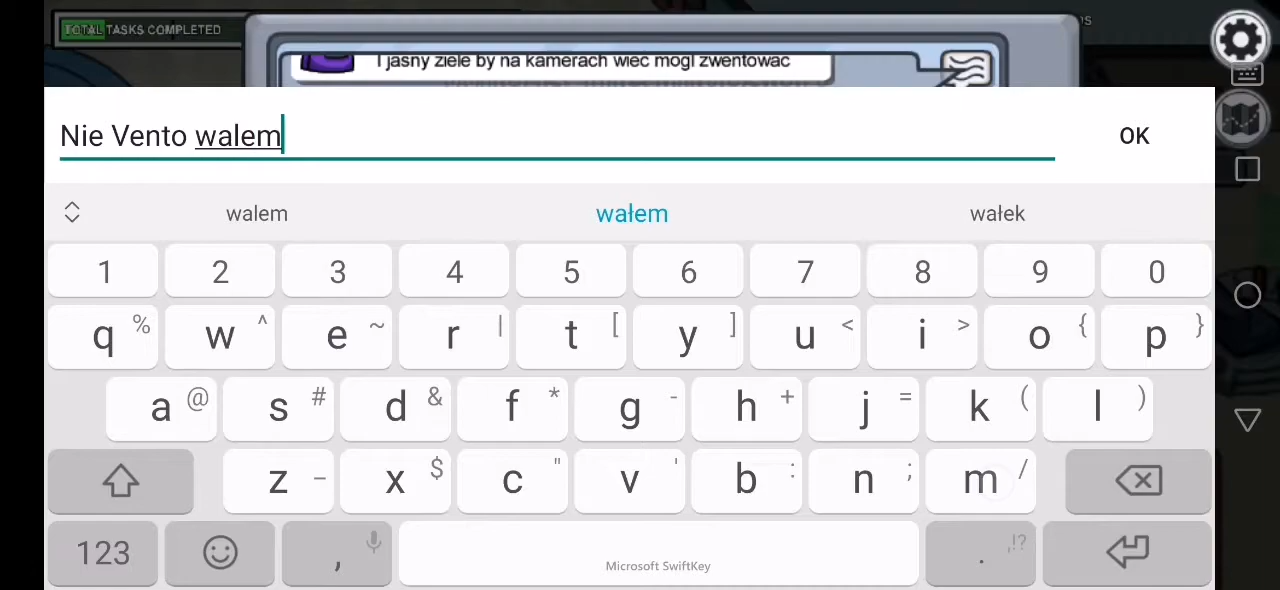 TOTAL TASKS COMPLETED
I jasny ziele by na kamerach wiec mogl zwentowac
Nie Vento walem
OK
walem wałem wałek
1 2 3 4 5 6 7 8 9 0
q % w ^ e ~ r | t [ y ] u < i > o { p }
a @ s # d & f * g - h + j = k ( l )
z _ x $ c " v ' b : n ; m /
123 , Microsoft SwiftKey . ,!?